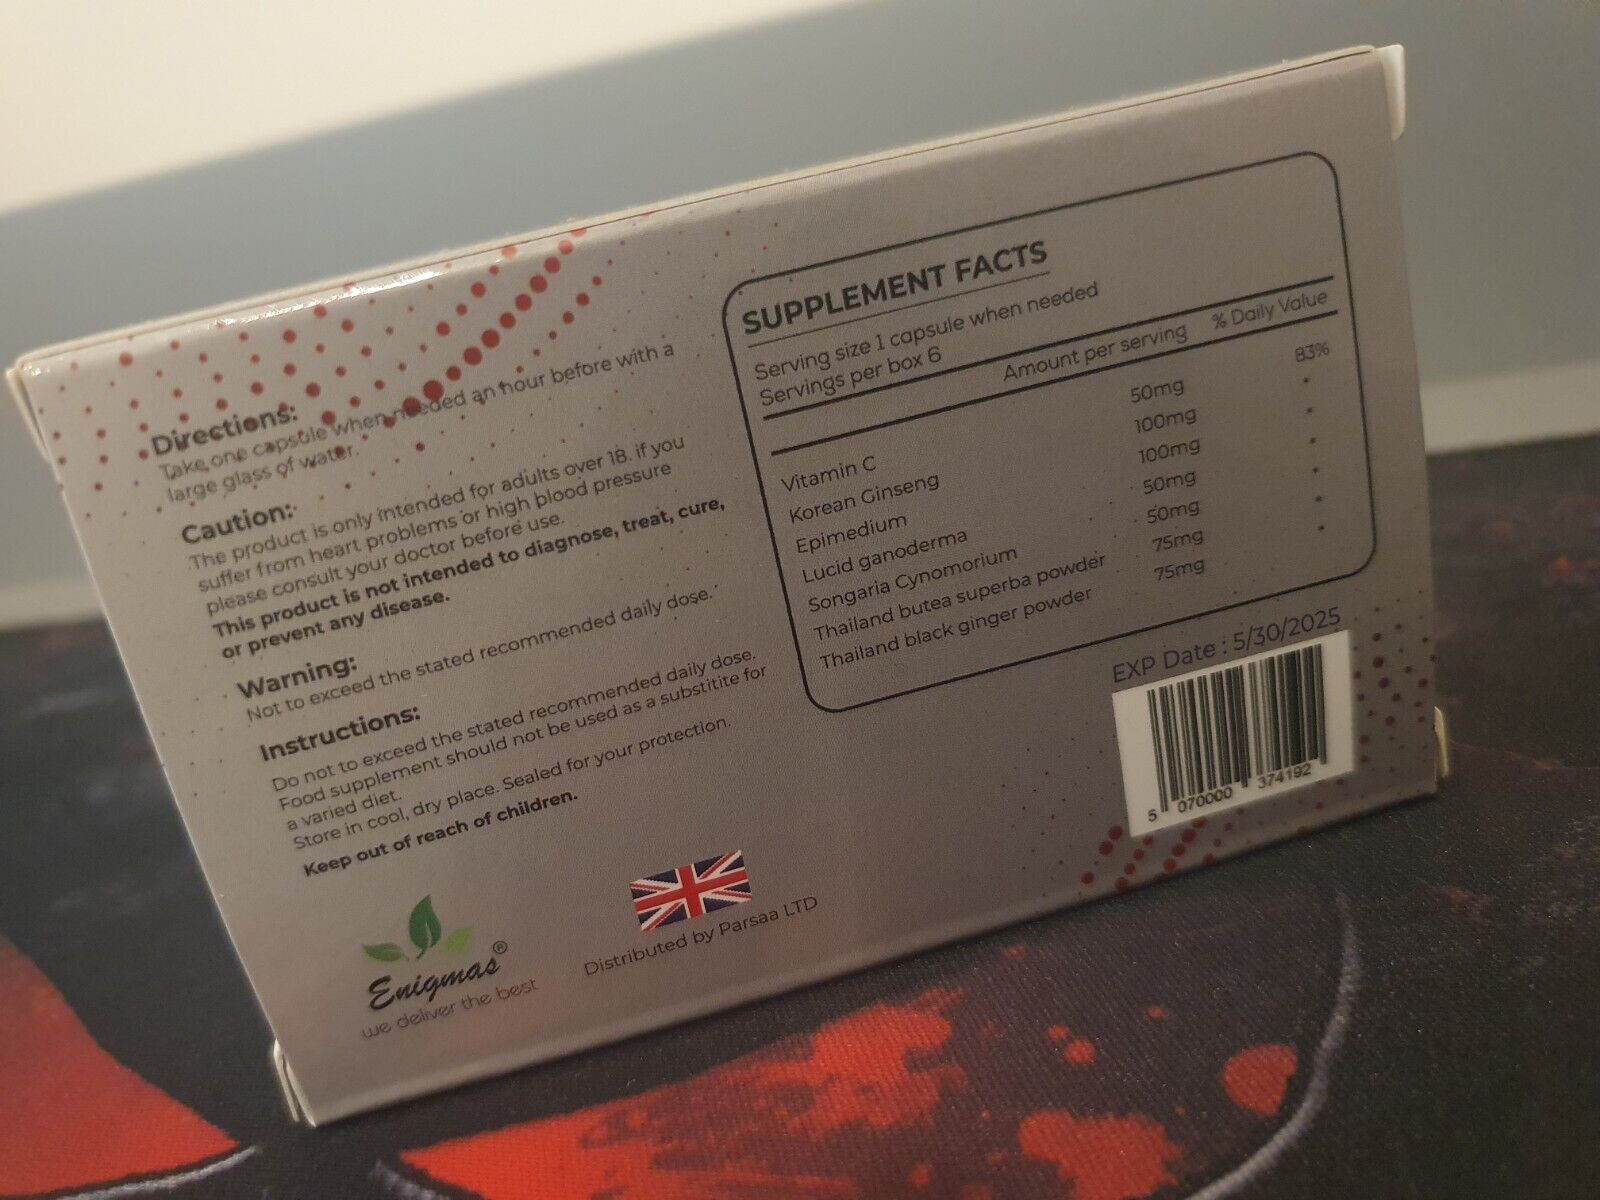 Directions:
Take one capsule when needed an hour before with a
large glass of water.
Caution:
The product is only intended for adults over 18. if you
suffer from heart problems or high blood pressure
please consult your doctor before use.
This product is not intended to diagnose, treat, cure,
or prevent any disease.
Warning:
Not to exceed the stated recommended daily dose.
Instructions:
Do not to exceed the stated recommended daily dose.
Food supplement should not be used as a substitite for
a varied diet.
Store in cool, dry place. Sealed for your protection.
Keep out of reach of children.
Enigmas®
we deliver the best
Distributed by Parsaa LTD
SUPPLEMENT FACTS
Serving size 1 capsule when needed
Servings per box 6
Amount per serving % Daily Value
Vitamin C 50mg 83%
Korean Ginseng 100mg
Epimedium 100mg
Lucid ganoderma 50mg
Songaria Cynomorium 50mg
Thailand butea superba powder 75mg
Thailand black ginger powder 75mg
EXP Date : 5/30/2025
5 070000 374192